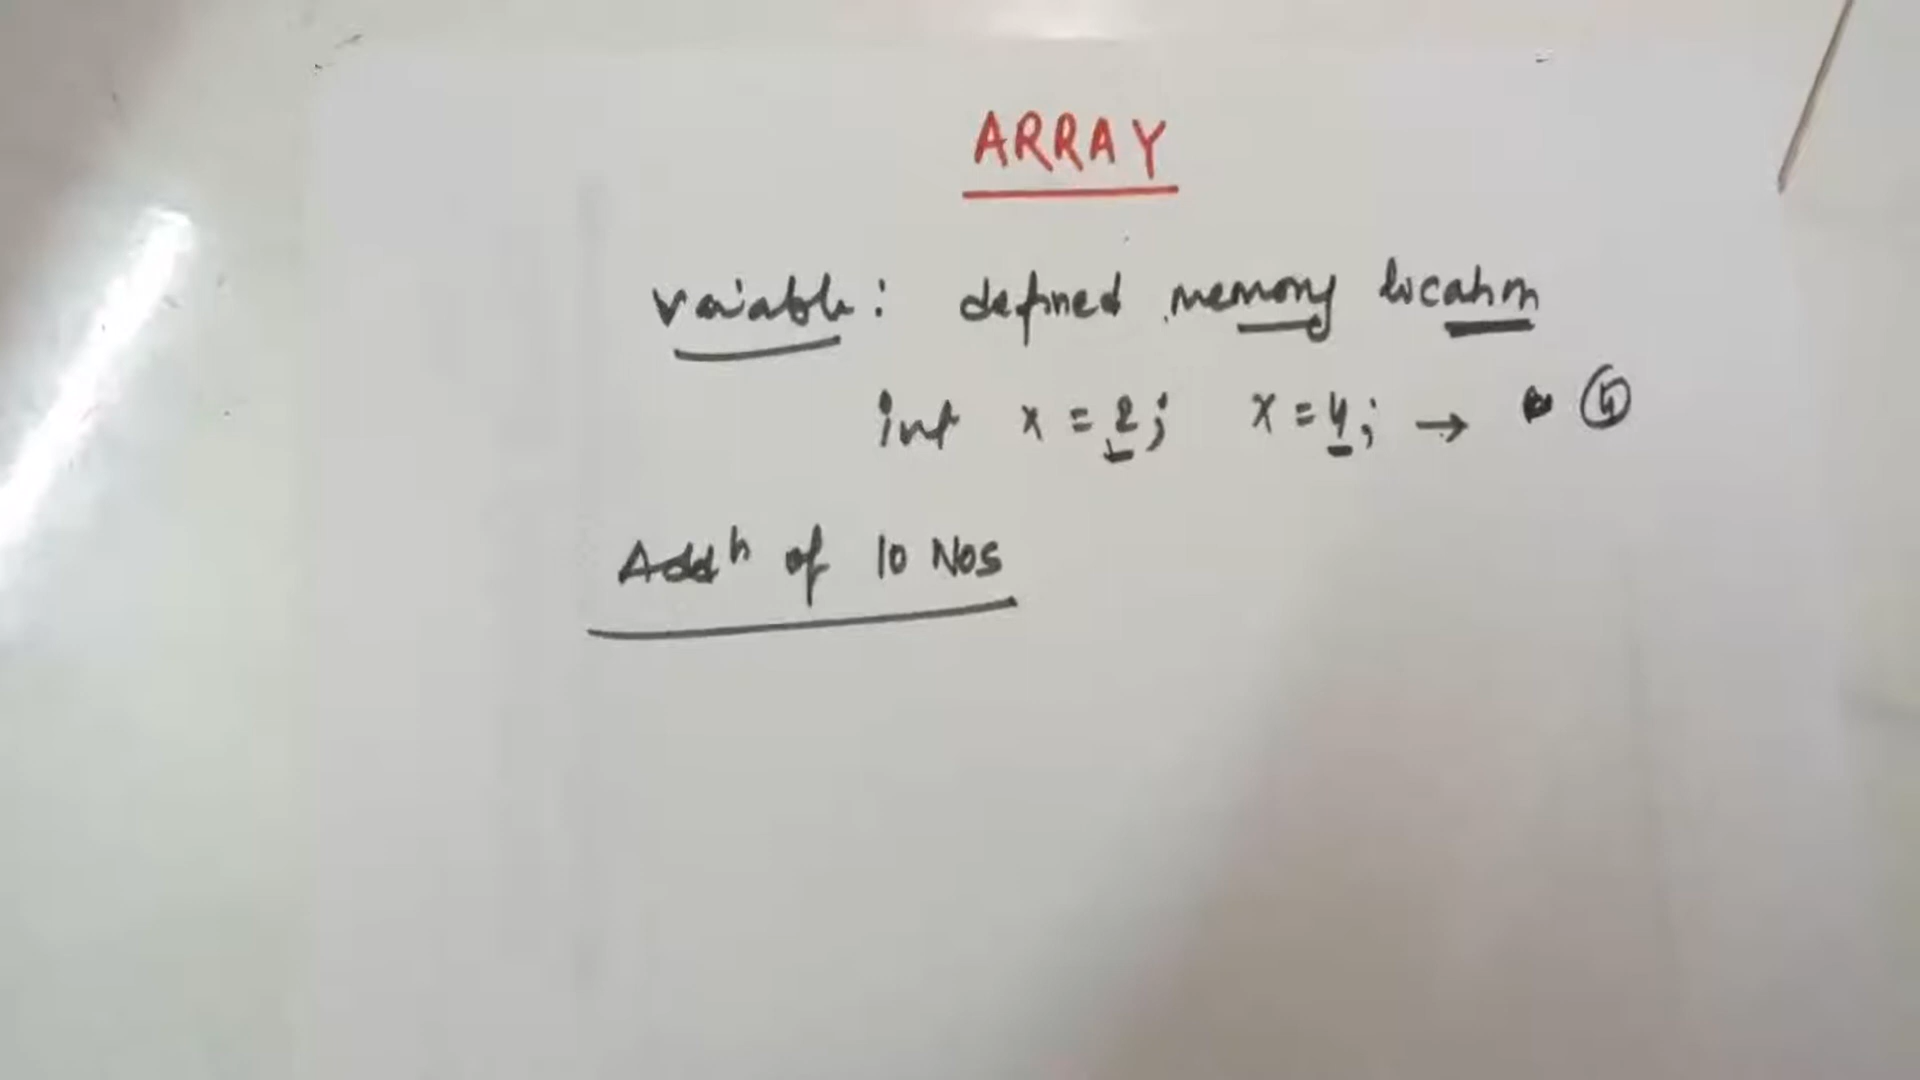 ARRAY
Variable: defined memory location
int x = 2; x = 4; →
Addn of 10 Nos